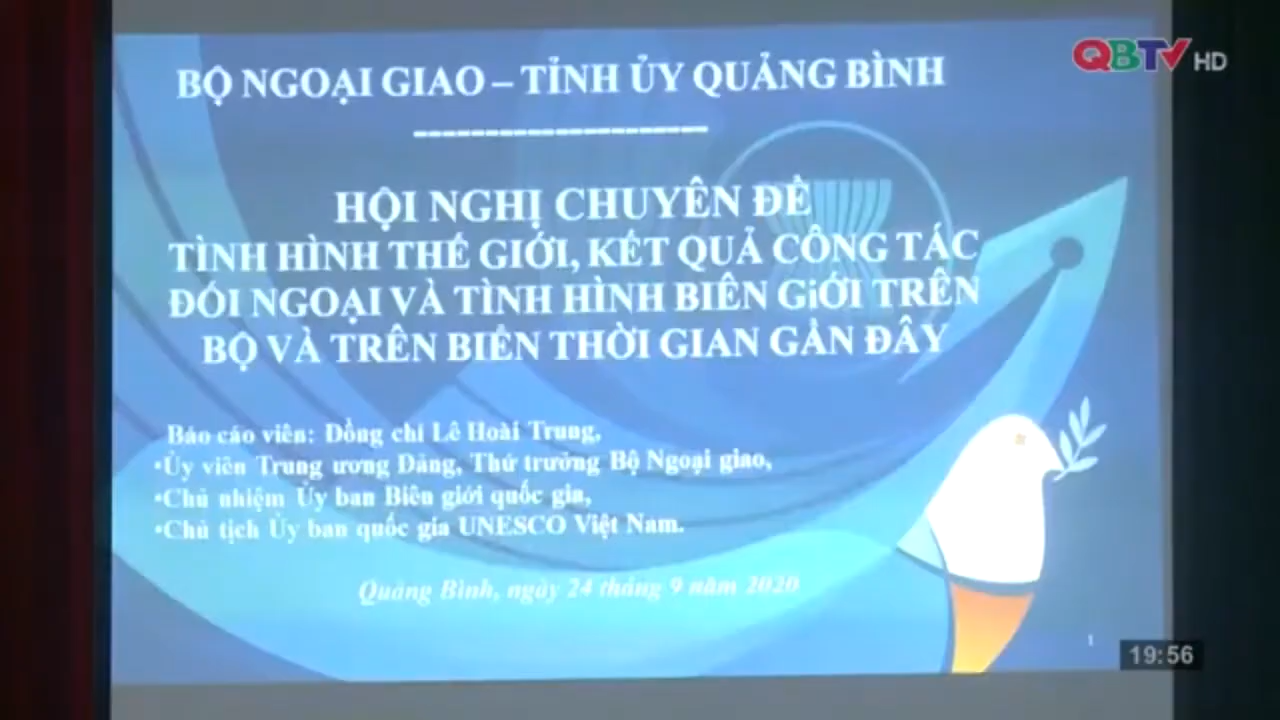 QBTV HD
BỘ NGOẠI GIAO – TỈNH ỦY QUẢNG BÌNH
--------------------
HỘI NGHỊ CHUYÊN ĐỀ
TÌNH HÌNH THẾ GIỚI, KẾT QUẢ CÔNG TÁC
ĐỐI NGOẠI VÀ TÌNH HÌNH BIÊN GiỚI TRÊN
BỘ VÀ TRÊN BIỂN THỜI GIAN GẦN ĐÂY
Báo cáo viên: Đồng chí Lê Hoài Trung,
•Ủy viên Trung ương Đảng, Thứ trưởng Bộ Ngoại giao,
•Chủ nhiệm Ủy ban Biên giới quốc gia,
•Chủ tịch Ủy ban quốc gia UNESCO Việt Nam.
Quảng Bình, ngày 24 tháng 9 năm 2020
1
19:56